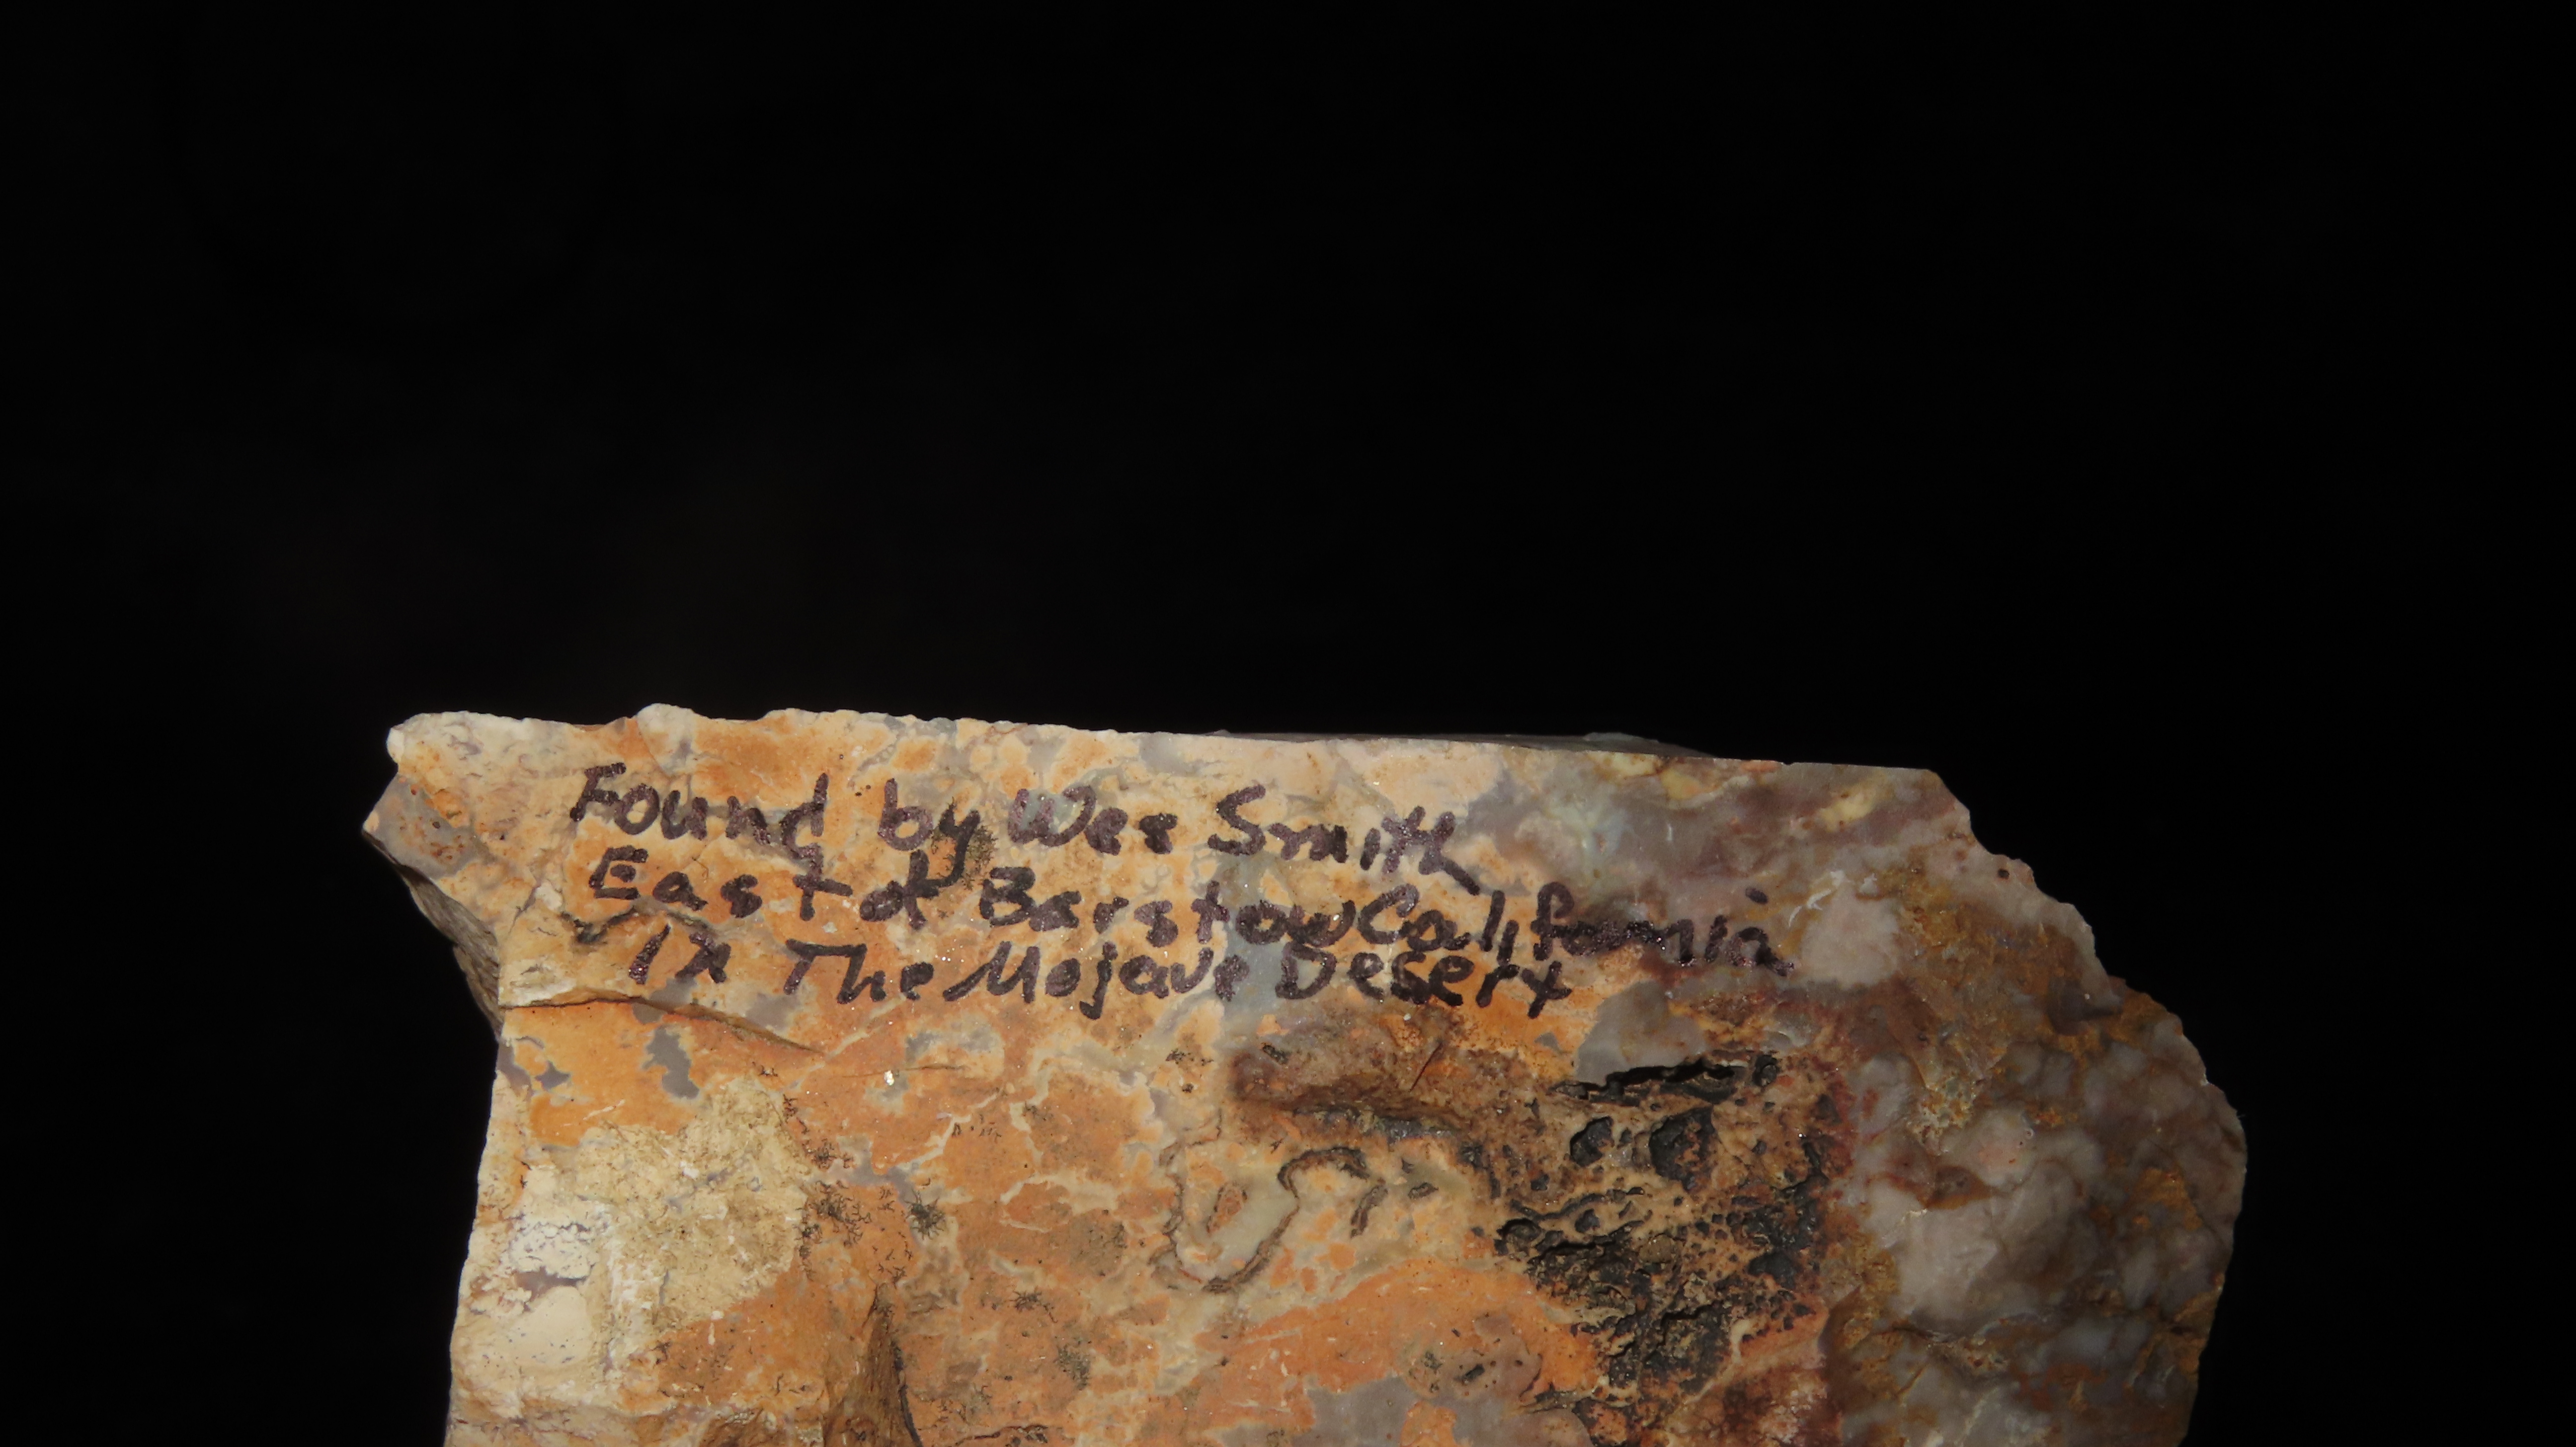 Found by Wes Smith
East of Barstow California
In The Mojave Desert